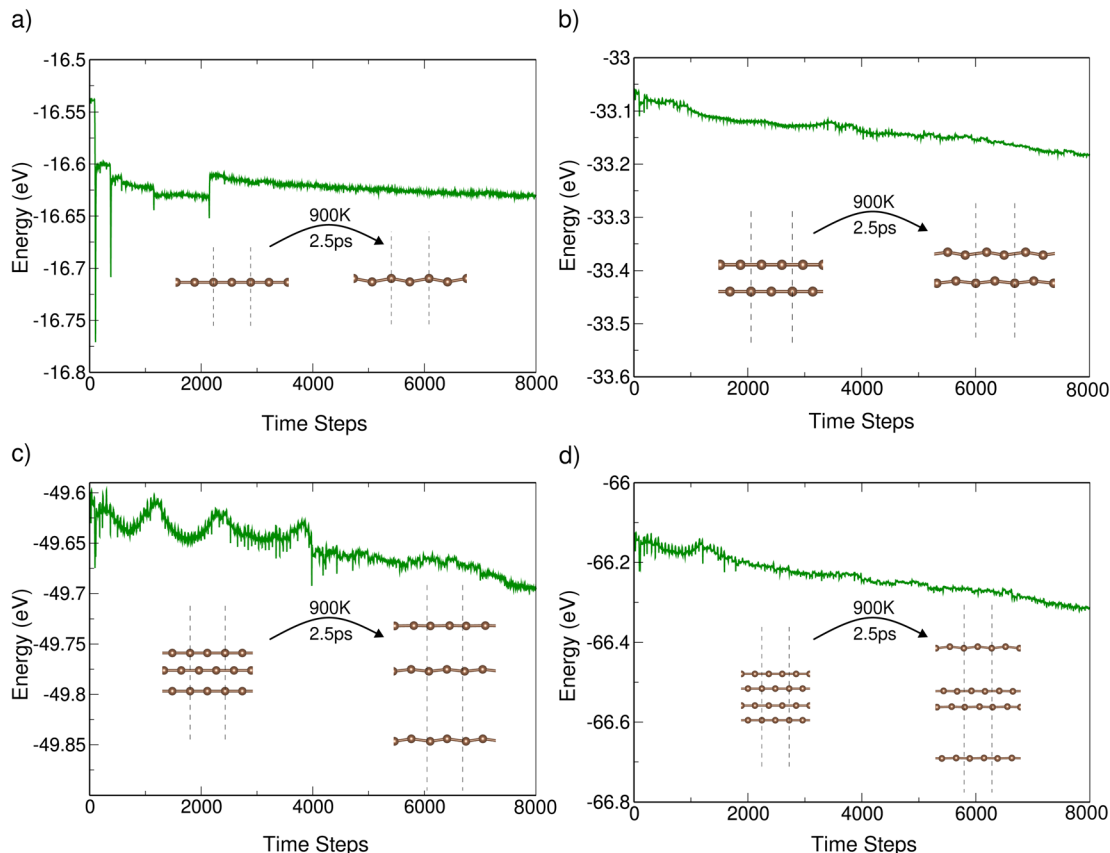 a)
-16.5
-16.55
-16.6
-16.65
-16.7
-16.75
-16.8
Energy (eV)
900K
2.5ps
0 2000 4000 6000 8000
Time Steps
b)
-33
-33.1
-33.2
-33.3
-33.4
-33.5
-33.6
Energy (eV)
900K
2.5ps
0 2000 4000 6000 8000
Time Steps
c)
-49.6
-49.65
-49.7
-49.75
-49.8
-49.85
Energy (eV)
900K
2.5ps
0 2000 4000 6000 8000
Time Steps
d)
-66
-66.2
-66.4
-66.6
-66.8
Energy (eV)
900K
2.5ps
0 2000 4000 6000 8000
Time Steps